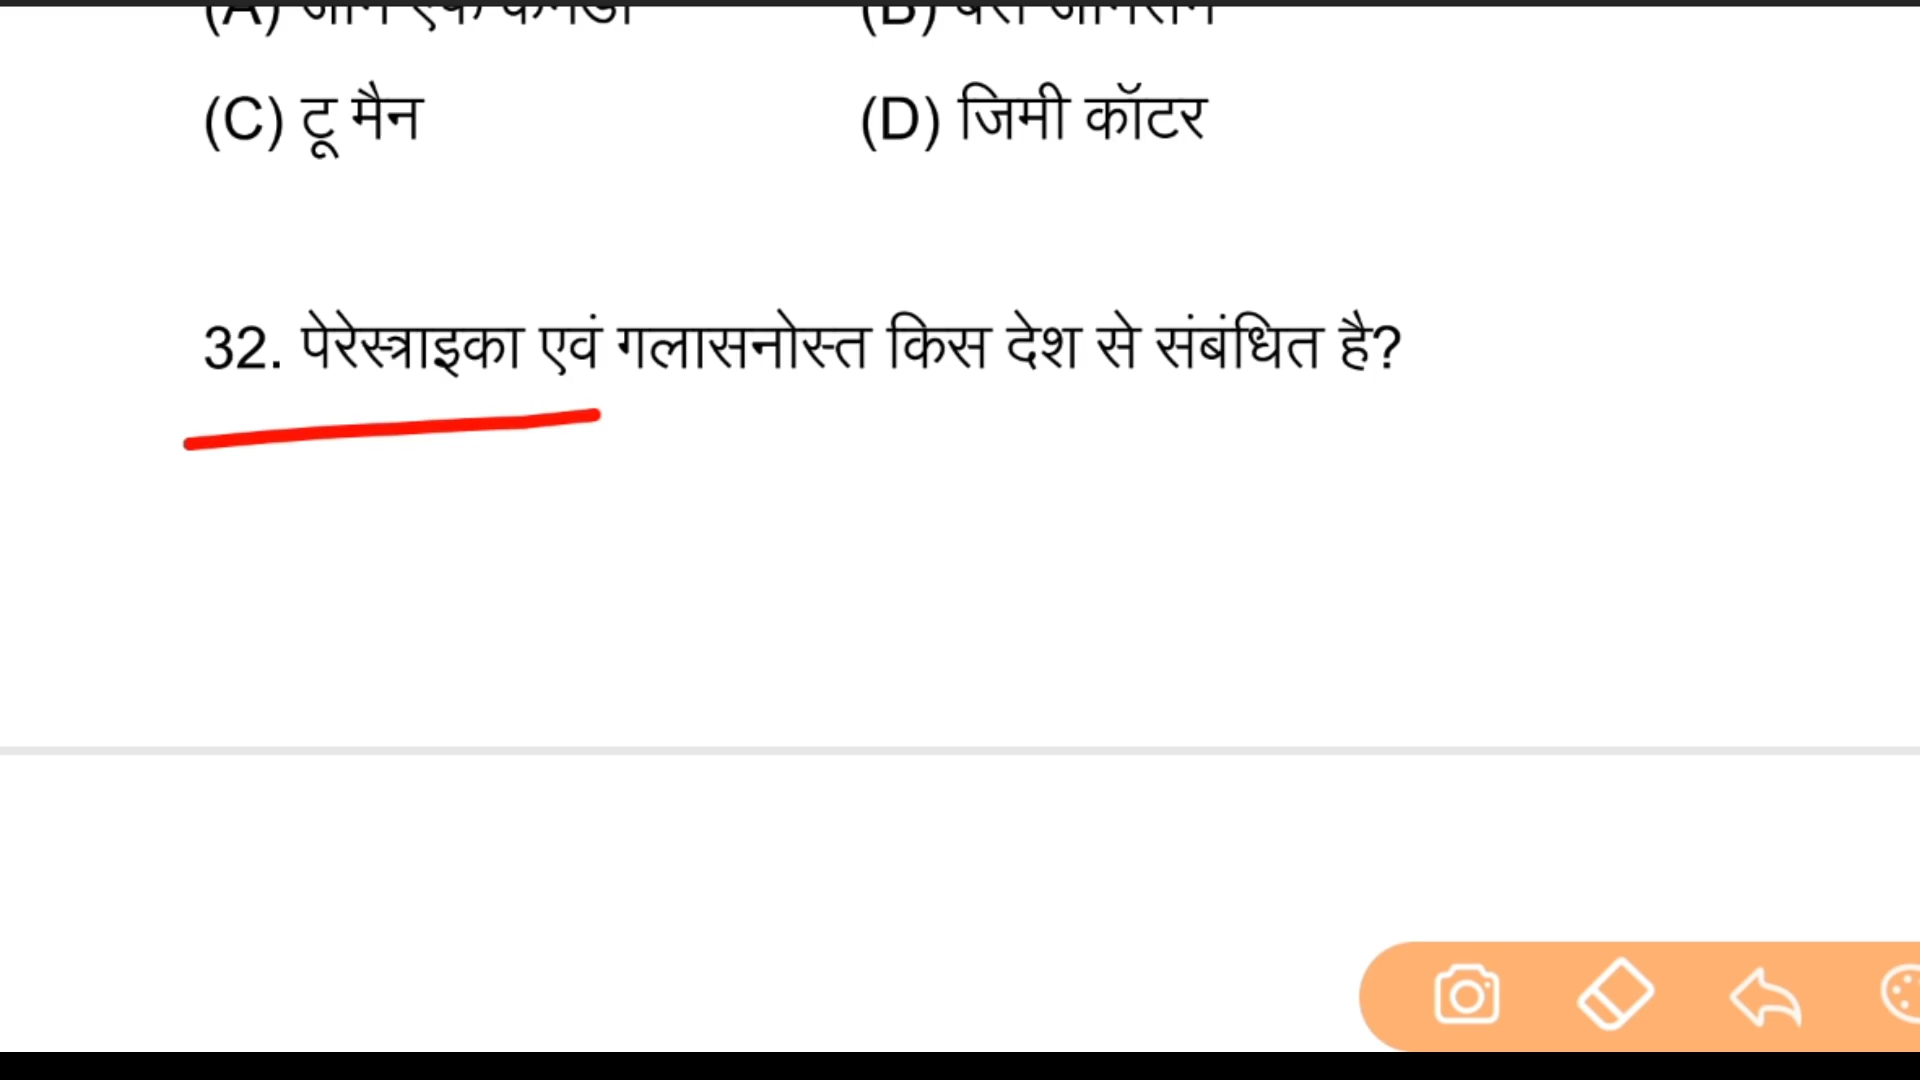 (C) टू मैन (D) जिमी कॉटर
32. पेरेस्त्राइका एवं गलासनोस्त किस देश से संबंधित है?